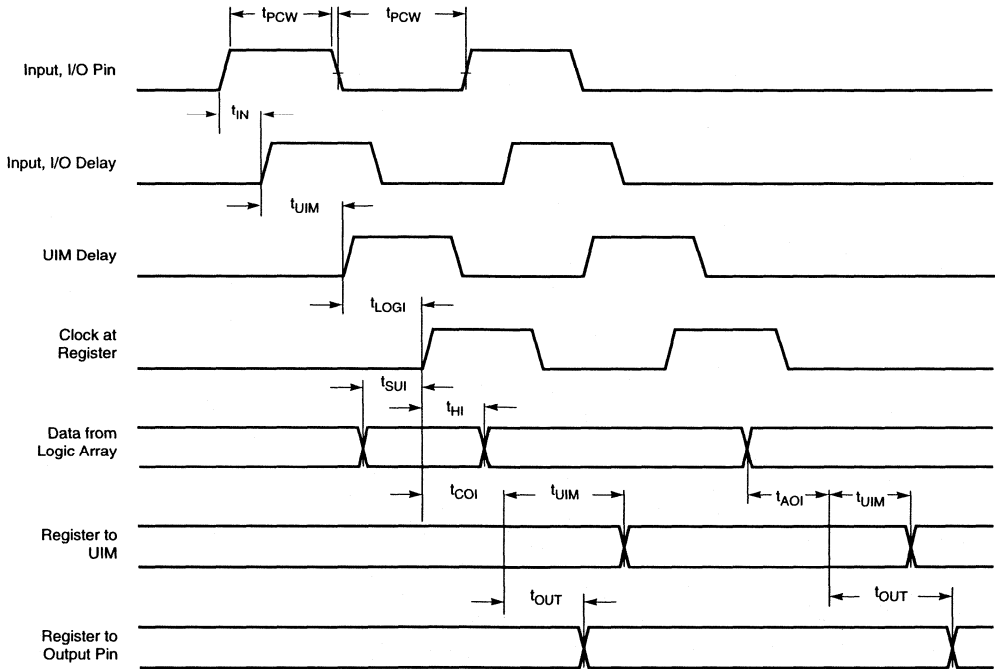 tPCW tPCW
Input, I/O Pin
tIN
Input, I/O Delay
tUIM
UIM Delay
tLOGI
Clock at
Register
tSUI
tHI
Data from
Logic Array
tCOI tUIM tAOI tUIM
Register to
UIM
tOUT tOUT
Register to
Output Pin